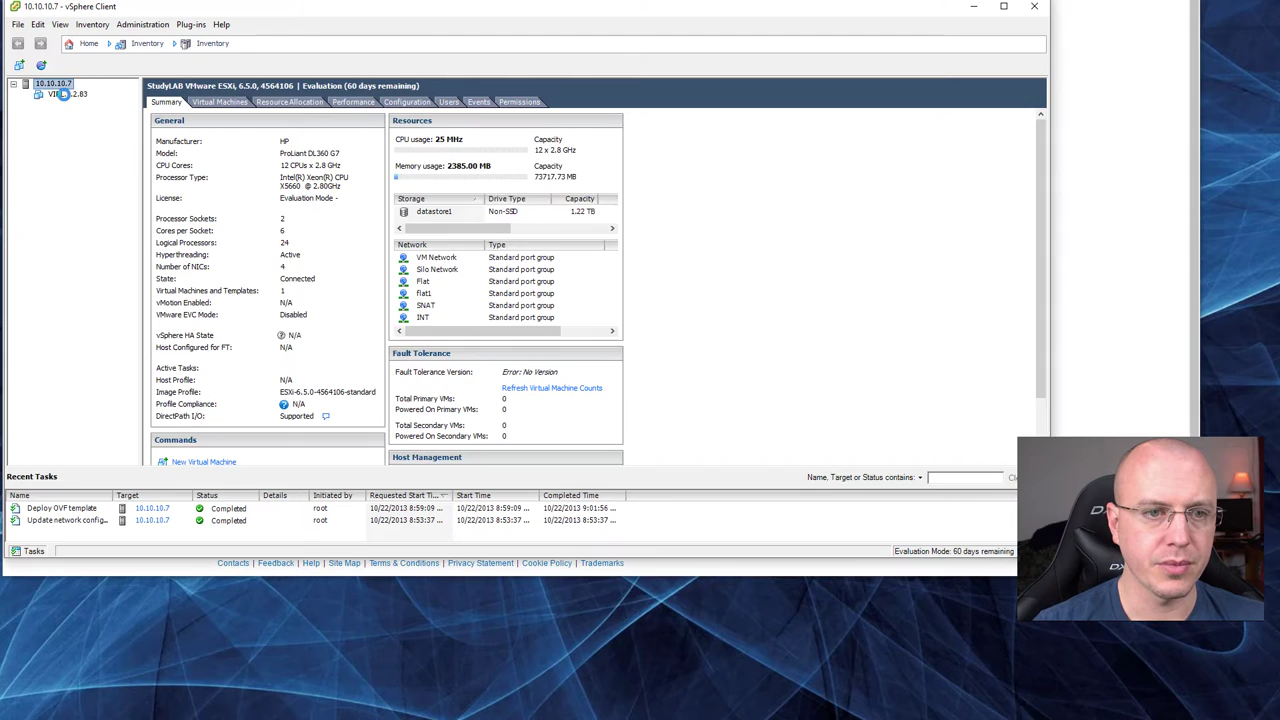 10.10.10.7 - vSphere Client
File Edit View Inventory Administration Plug-ins Help
Home Inventory Inventory
10.10.10.7
.2.83
StudyLAB VMware ESXi, 6.5.0, 4564106 | Evaluation (60 days remaining)
Summary Virtual Machines Resource Allocation Performance Configuration Users Events Permissions
General
Manufacturer: HP
Model: ProLiant DL360 G7
CPU Cores: 12 CPUs x 2.8 GHz
Processor Type: Intel(R) Xeon(R) CPU
X5660 @ 2.80GHz
License: Evaluation Mode -
Processor Sockets: 2
Cores per Socket: 6
Logical Processors: 24
Hyperthreading: Active
Number of NICs: 4
State: Connected
Virtual Machines and Templates: 1
vMotion Enabled: N/A
VMware EVC Mode: Disabled
vSphere HA State ? N/A
Host Configured for FT: N/A
Active Tasks:
Host Profile: N/A
Image Profile: ESXi-6.5.0-4564106-standard
Profile Compliance: ? N/A
DirectPath I/O: Supported
Commands
New Virtual Machine
Resources
CPU usage: 25 MHz Capacity
12 x 2.8 GHz
Memory usage: 2385.00 MB Capacity
73717.73 MB
Storage Drive Type Capacity
datastore1 Non-SSD 1.22 TB
Network Type
VM Network Standard port group
Silo Network Standard port group
Flat Standard port group
flat1 Standard port group
SNAT Standard port group
INT Standard port group
Fault Tolerance
Fault Tolerance Version: Error: No Version
Refresh Virtual Machine Counts
Total Primary VMs: 0
Powered On Primary VMs: 0
Total Secondary VMs: 0
Powered On Secondary VMs: 0
Host Management
Recent Tasks Name, Target or Status contains:
Name Target Status Details Initiated by Requested Start Ti... Start Time Completed Time
Deploy OVF template 10.10.10.7 Completed root 10/22/2013 8:59:09 ... 10/22/2013 8:59:09 ... 10/22/2013 9:01:56 ...
Update network config... 10.10.10.7 Completed root 10/22/2013 8:53:37 ... 10/22/2013 8:53:37 ... 10/22/2013 8:53:37 ...
Tasks Evaluation Mode: 60 days remaining
Contacts | Feedback | Help | Site Map | Terms & Conditions | Privacy Statement | Cookie Policy | Trademarks